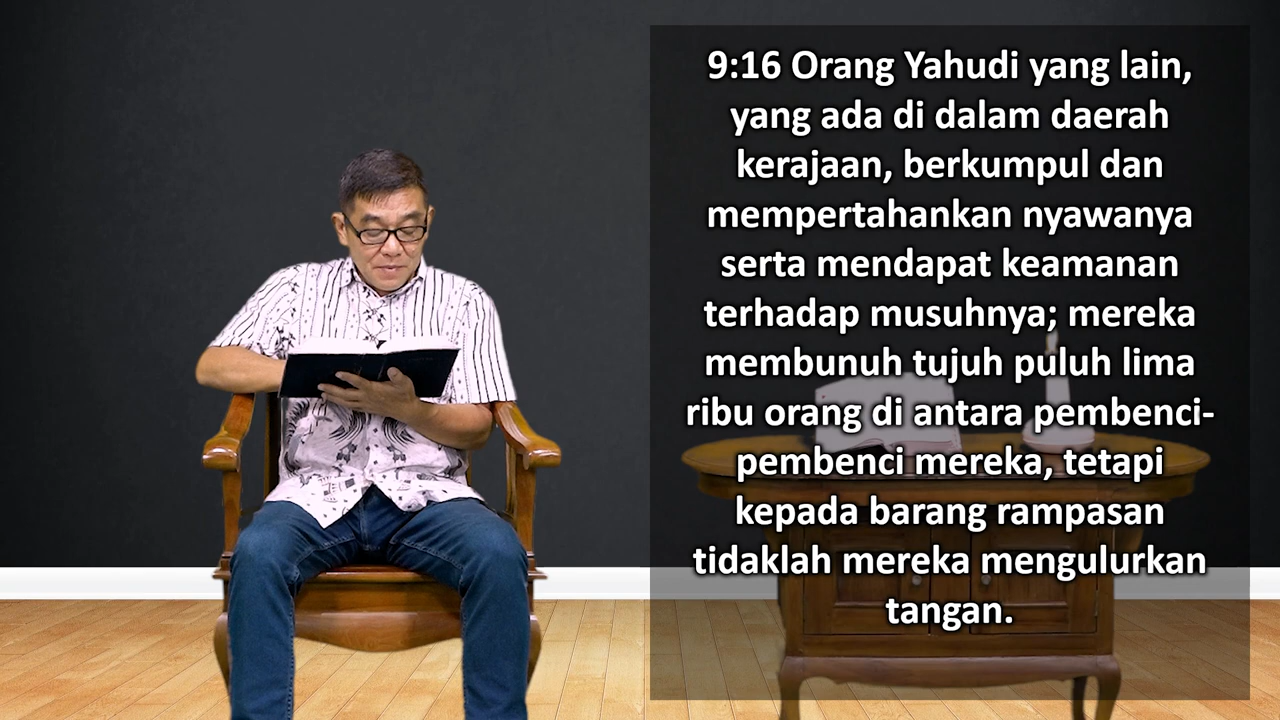 9:16 Orang Yahudi yang lain,
yang ada di dalam daerah
kerajaan, berkumpul dan
mempertahankan nyawanya
serta mendapat keamanan
terhadap musuhnya; mereka
membunuh tujuh puluh lima
ribu orang di antara pembenci-
pembenci mereka, tetapi
kepada barang rampasan
tidaklah mereka mengulurkan
tangan.